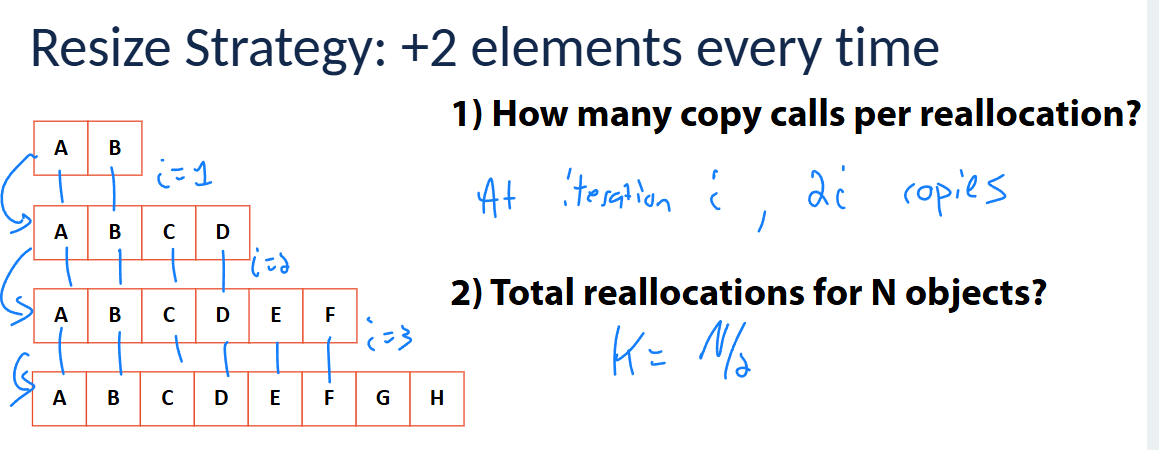 Resize Strategy: +2 elements every time
1) How many copy calls per reallocation?
A B
i=1
At iteration i, 2i copies
A B C D
i=2
2) Total reallocations for N objects?
A B C D E F
i=3
K= N/2
A B C D E F G H